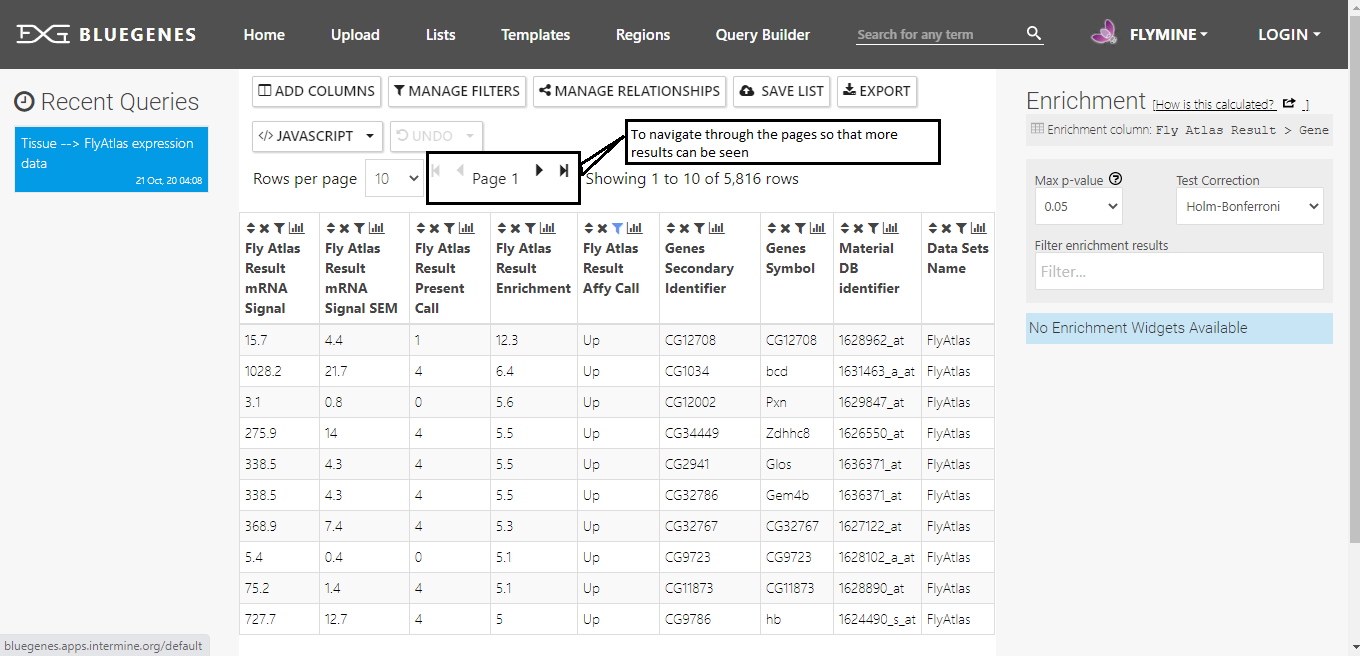 BLUEGENES Home Upload Lists Templates Regions Query Builder Search for any term FLYMINE LOGIN
Recent Queries
Tissue --> FlyAtlas expression
data
21 Oct, 20 04:08
ADD COLUMNS MANAGE FILTERS MANAGE RELATIONSHIPS SAVE LIST EXPORT
</> JAVASCRIPT UNDO
To navigate through the pages so that more
results can be seen
Rows per page 10 Page 1 Showing 1 to 10 of 5,816 rows
Fly Atlas Fly Atlas Fly Atlas Fly Atlas Fly Atlas Genes Genes Material Data Sets
Result Result Result Result Result Secondary Symbol DB Name
mRNA mRNA Present Enrichment Affy Call Identifier identifier
Signal Signal SEM Call
15.7 4.4 1 12.3 Up CG12708 CG12708 1628962_at FlyAtlas
1028.2 21.7 4 6.4 Up CG1034 bcd 1631463_a_at FlyAtlas
3.1 0.8 0 5.6 Up CG12002 Pxn 1629847_at FlyAtlas
275.9 14 4 5.5 Up CG34449 Zdhhc8 1626550_at FlyAtlas
338.5 4.3 4 5.5 Up CG2941 Glos 1636371_at FlyAtlas
338.5 4.3 4 5.5 Up CG32786 Gem4b 1636371_at FlyAtlas
368.9 7.4 4 5.3 Up CG32767 CG32767 1627122_at FlyAtlas
5.4 0.4 0 5.1 Up CG9723 CG9723 1628102_a_at FlyAtlas
75.2 1.4 4 5.1 Up CG11873 CG11873 1628890_at FlyAtlas
727.7 12.7 4 5 Up CG9786 hb 1624490_s_at FlyAtlas
Enrichment [How is this calculated? ]
Enrichment column: Fly Atlas Result > Gene
Max p-value Test Correction
0.05 Holm-Bonferroni
Filter enrichment results
Filter...
No Enrichment Widgets Available
bluegenes.apps.intermine.org/default